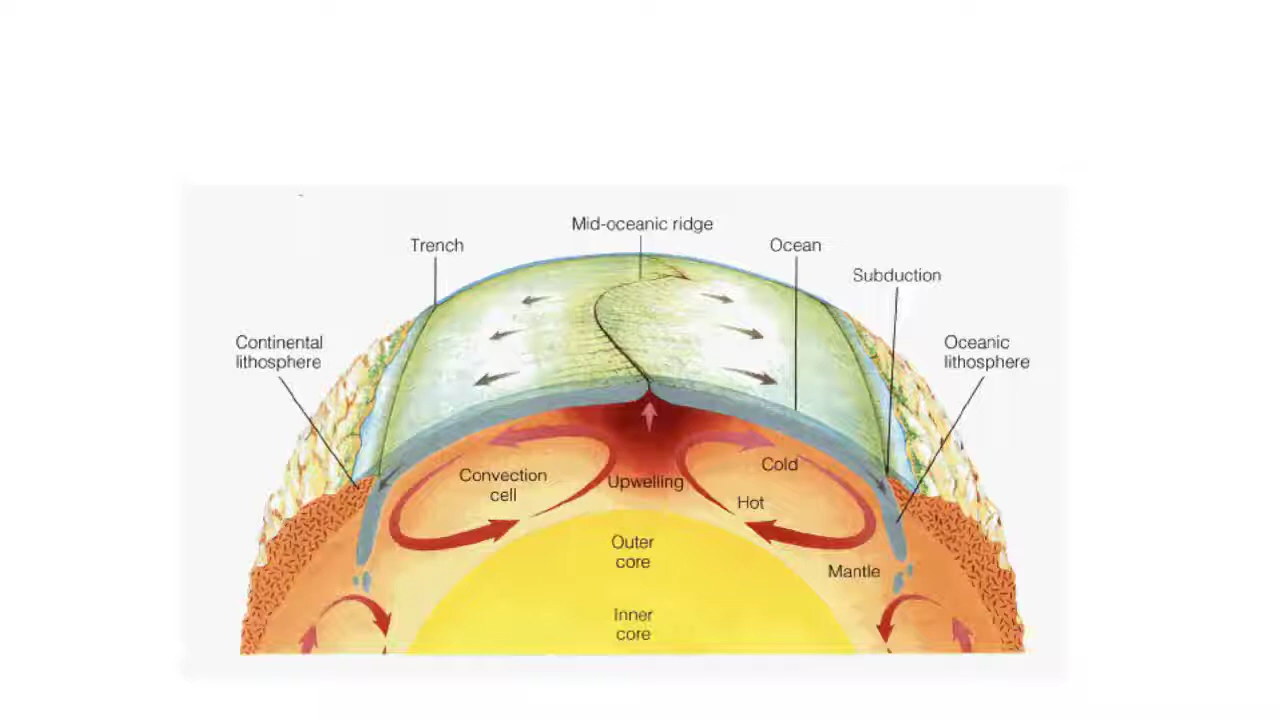 Mid-oceanic ridge
Trench
Ocean
Subduction
Continental
lithosphere
Oceanic
lithosphere
Convection
cell
Upwelling
Cold
Hot
Outer
core
Mantle
Inner
core